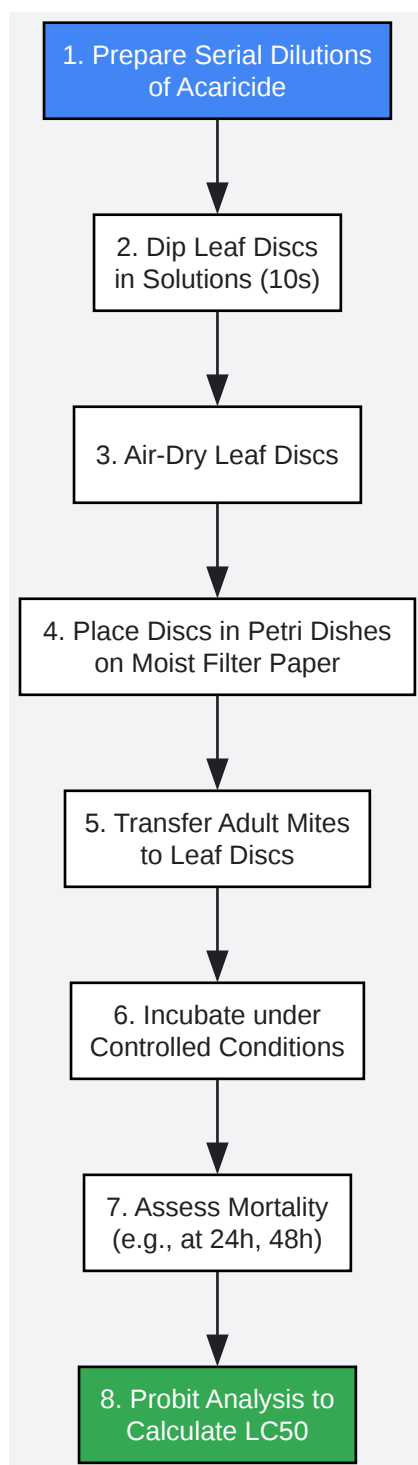 1. Prepare Serial Dilutions
of Acaricide
2. Dip Leaf Discs
in Solutions (10s)
3. Air-Dry Leaf Discs
4. Place Discs in Petri Dishes
on Moist Filter Paper
5. Transfer Adult Mites
to Leaf Discs
6. Incubate under
Controlled Conditions
7. Assess Mortality
(e.g., at 24h, 48h)
8. Probit Analysis to
Calculate LC50